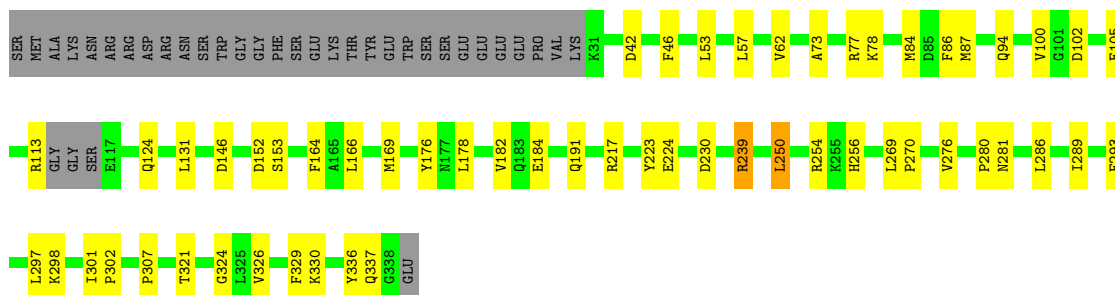 SER MET ALA LYS ASN ARG ARG ASP ARG ASN SER TRP GLY GLY PHE SER GLU LYS THR TYR GLU TRP SER SER GLU GLU GLU GLU PRO VAL LYS K31 D42 F46 L53 L57 V62 A73 R77 K78 M84 D85 F86 M87 Q94 V100 G101 D102
R113 GLY GLY SER E117 Q124 L131 D146 D152 S153 F164 A165 L166 M169 Y176 N177 L178 V182 Q183 E184 Q191 R217 Y223 E224 D230 R239 L250 R254 K255 H256 L269 P270 V276 P280 N281 L286 I289
L297 K298 I301 P302 P307 T321 G324 L325 V326 F329 K330 Y336 Q337 G338 GLU